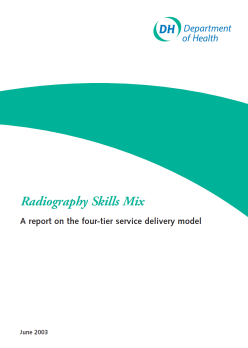 DH Department
of Health
Radiography Skills Mix
A report on the four-tier service delivery model
June 2003